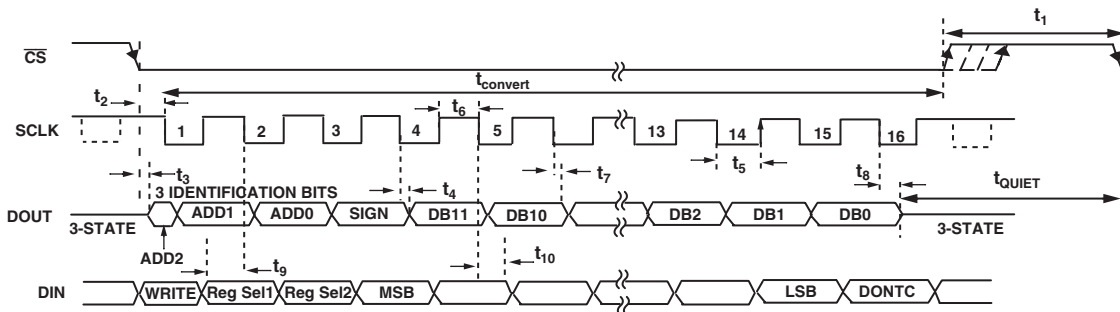 t1
CS
tconvert
t2
t6
SCLK
1 2 3 4 5 13 14 15 16
t3
3 IDENTIFICATION BITS
t4
t7
t5
t8
tQUIET
DOUT
3-STATE
ADD1 ADD0 SIGN DB11 DB10 DB2 DB1 DB0
3-STATE
ADD2
t9
t10
DIN
WRITE Reg Sel1 Reg Sel2 MSB LSB DONTC